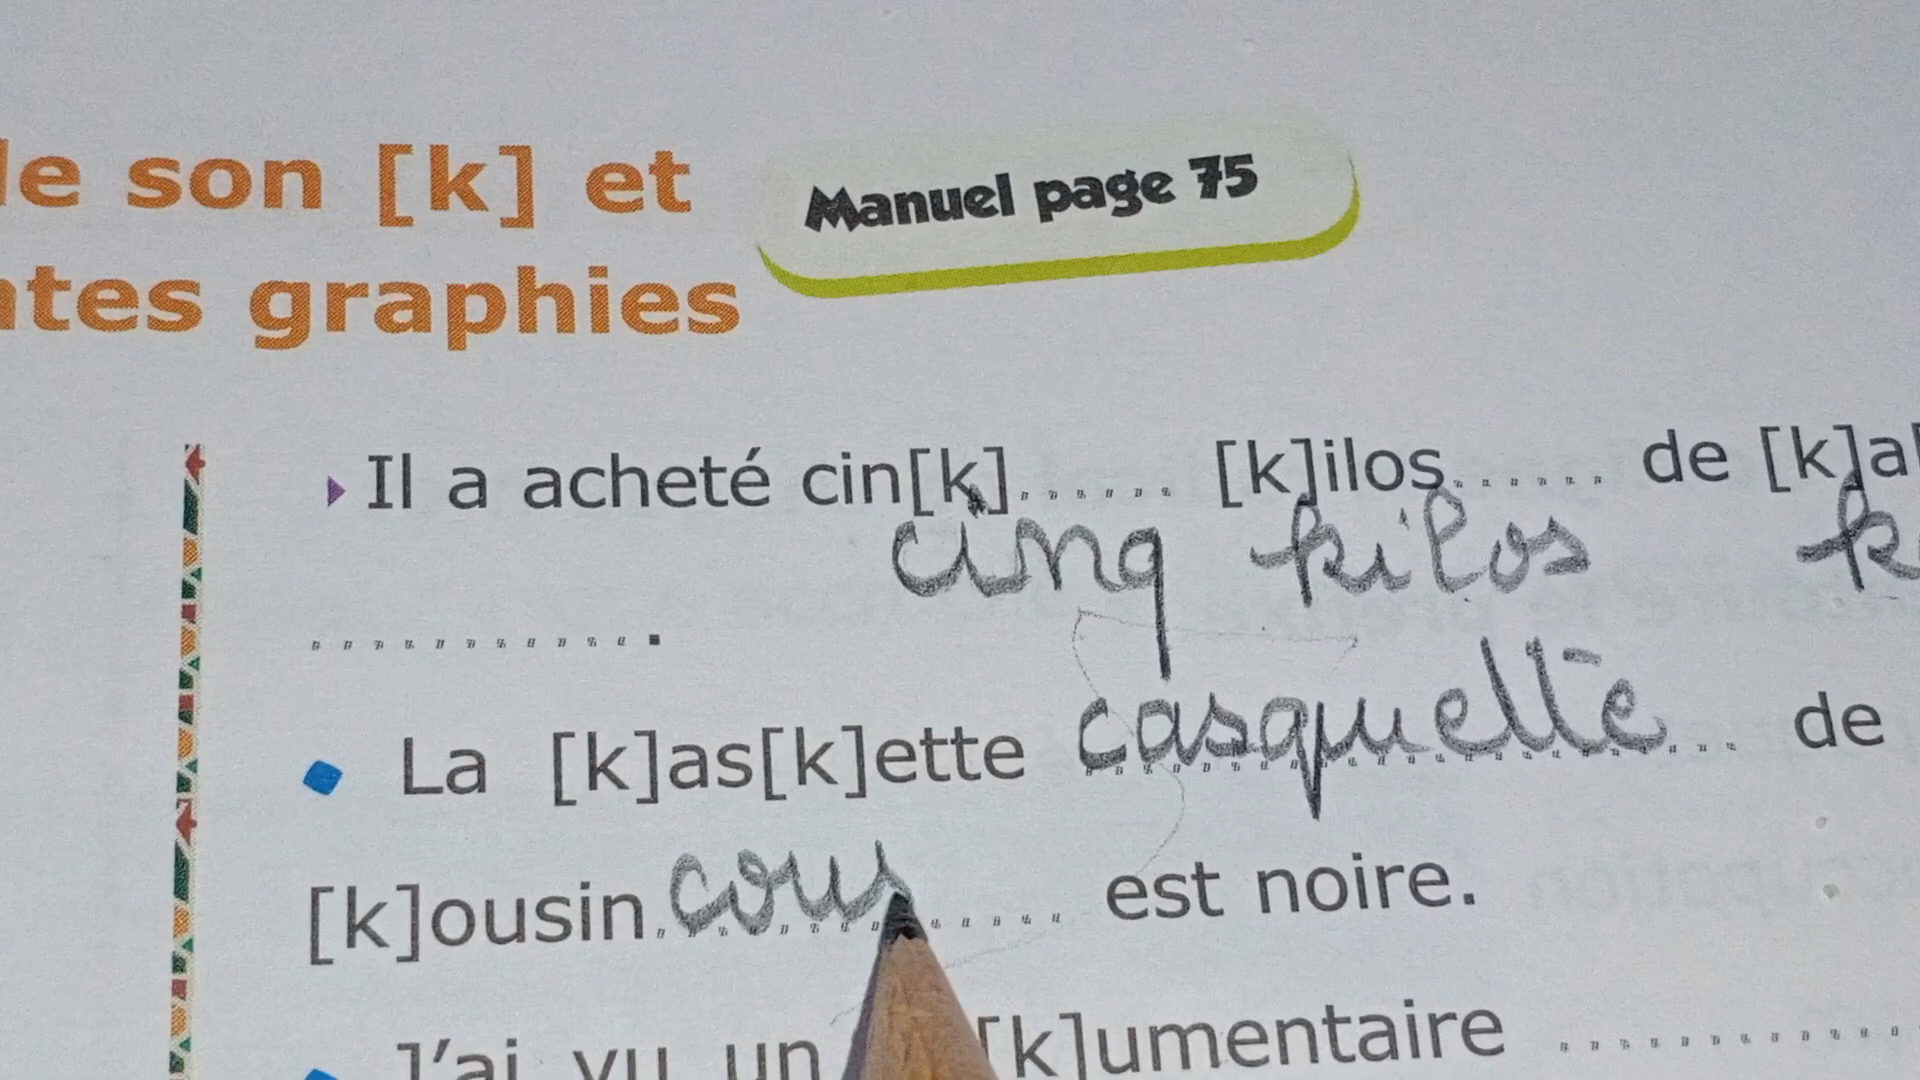 le son [k] et
ntes graphies
Manuel page 75
Il a acheté cin[k]....... [k]ilos...... de [k]a
cinq kilos k
............
La [k]as[k]ette casquette... de
[k]ousin cous..... est noire.
J'ai vu un [k]umentaire ............